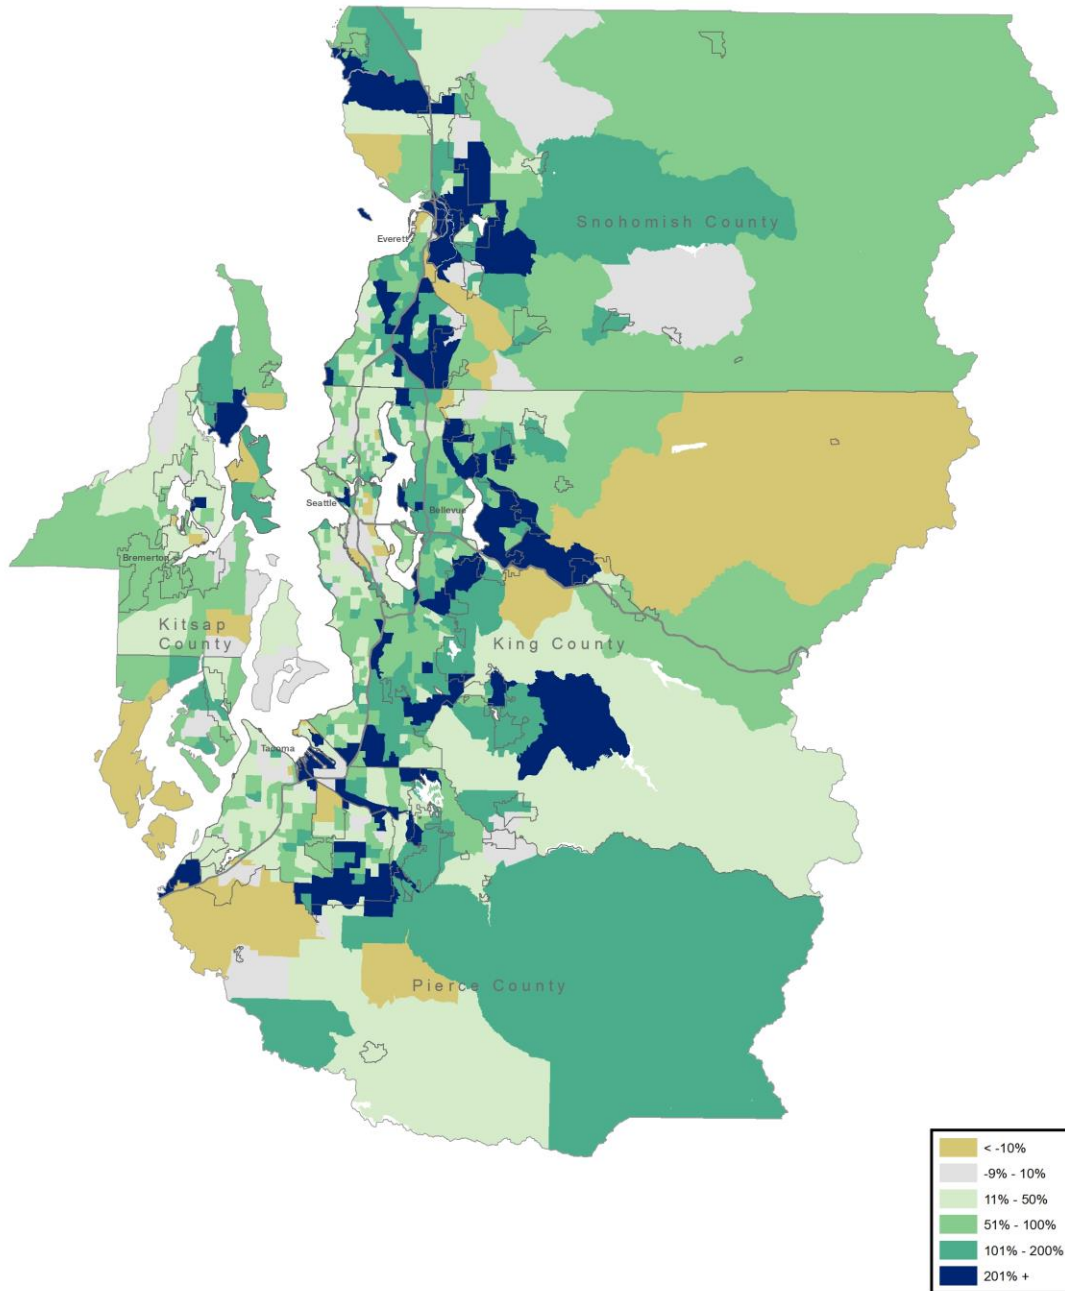 Snohomish County
Everett
Seattle
Bellevue
Bremerton
Kitsap
County
King County
Tacoma
Pierce County
< -10%
-9% - 10%
11% - 50%
51% - 100%
101% - 200%
201% +